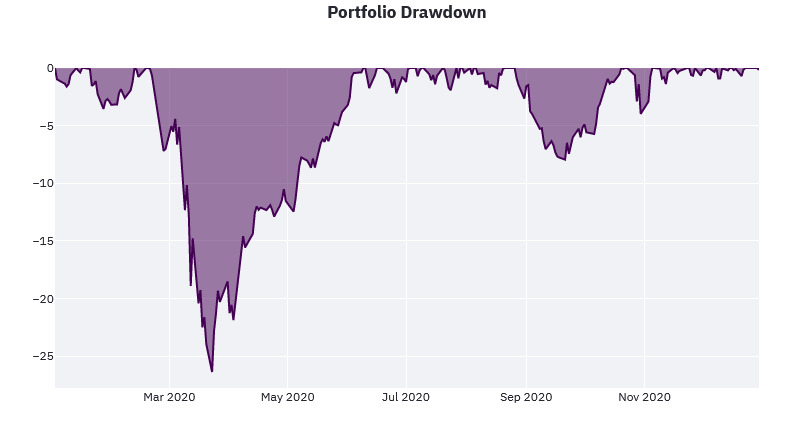 Portfolio Drawdown
0
−5
−10
−15
−20
−25
Mar 2020
May 2020
Jul 2020
Sep 2020
Nov 2020